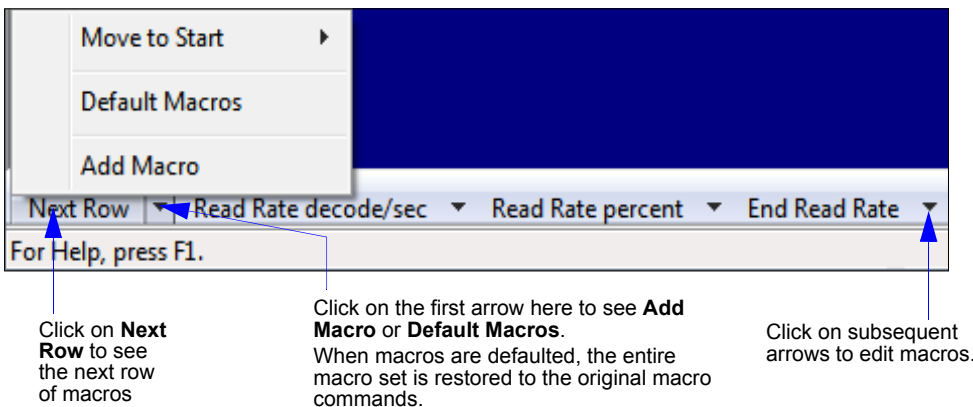 Move to Start
Default Macros
Add Macro
Next Row Read Rate decode/sec Read Rate percent End Read Rate
For Help, press F1.
Click on Next
Row to see
the next row
of macros
Click on the first arrow here to see Add
Macro or Default Macros.
When macros are defaulted, the entire
macro set is restored to the original macro
commands.
Click on subsequent
arrows to edit macros.